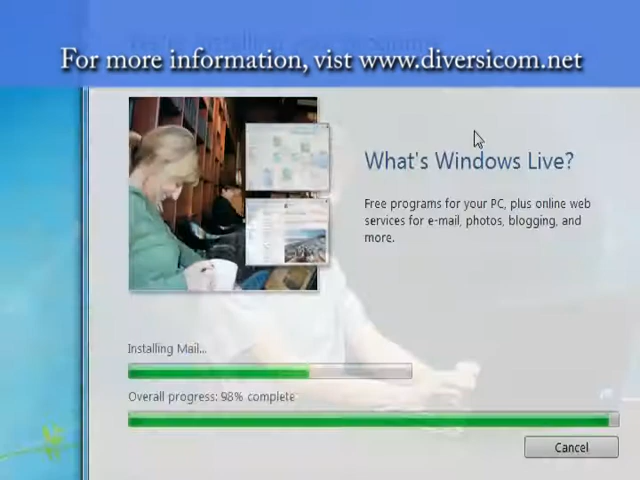 For more information, vist www.diversicom.net
What's Windows Live?
Free programs for your PC, plus online web
services for e-mail, photos, blogging, and
more.
Installing Mail...
Overall progress: 98% complete
Cancel